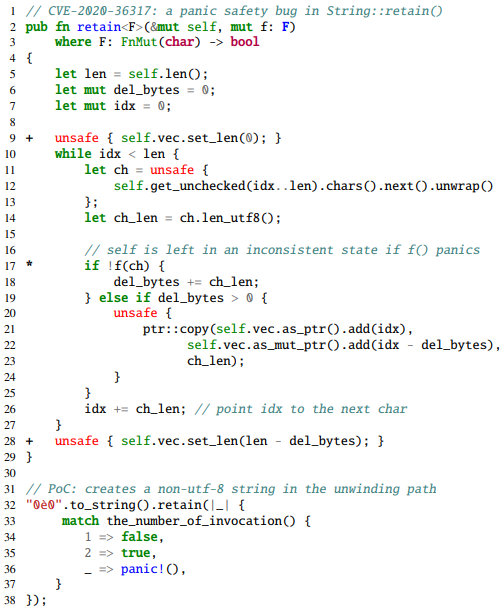 1 // CVE-2020-36317: a panic safety bug in String::retain()
2 pub fn retain<F>(&mut self, mut f: F)
3     where F: FnMut(char) -> bool
4 {
5     let len = self.len();
6     let mut del_bytes = 0;
7     let mut idx = 0;
8
9 +   unsafe { self.vec.set_len(0); }
10     while idx < len {
11         let ch = unsafe {
12             self.get_unchecked(idx..len).chars().next().unwrap()
13         };
14         let ch_len = ch.len_utf8();
15
16         // self is left in an inconsistent state if f() panics
17 *       if !f(ch) {
18             del_bytes += ch_len;
19         } else if del_bytes > 0 {
20             unsafe {
21                 ptr::copy(self.vec.as_ptr().add(idx),
22                       self.vec.as_mut_ptr().add(idx - del_bytes),
23                       ch_len);
24             }
25         }
26         idx += ch_len; // point idx to the next char
27     }
28 +   unsafe { self.vec.set_len(len - del_bytes); }
29 }
30
31 // PoC: creates a non-utf-8 string in the unwinding path
32 "0è0".to_string().retain(|_| {
33     match the_number_of_invocation() {
34         1 => false,
35         2 => true,
36         _ => panic!(),
37     }
38 });